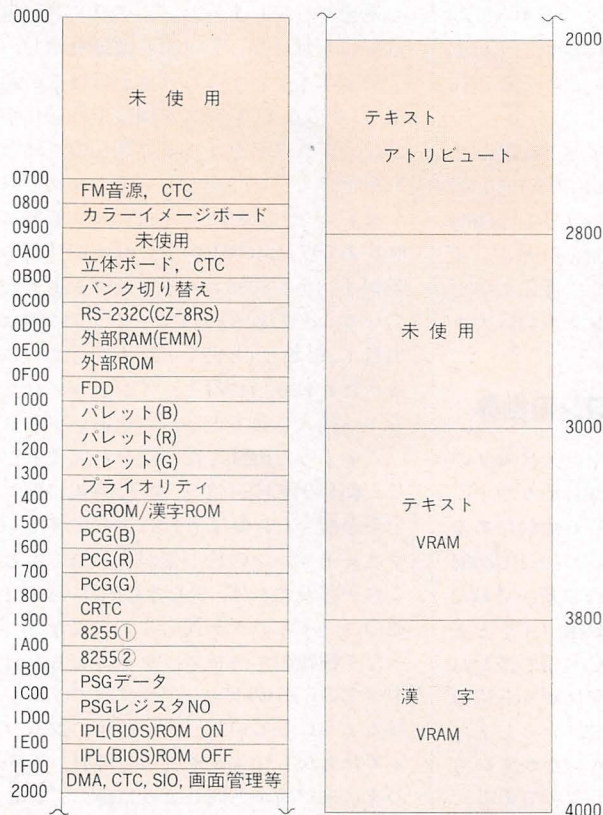 0000
未使用
0700
FM音源, CTC
0800
カラーイメージボード
0900
未使用
0A00
立体ボード, CTC
0B00
バンク切り替え
0C00
RS-232C(CZ-8RS)
0D00
外部RAM(EMM)
0E00
外部ROM
0F00
FDD
1000
パレット(B)
1100
パレット(R)
1200
パレット(G)
1300
プライオリティ
1400
CGROM/漢字ROM
1500
PCG(B)
1600
PCG(R)
1700
PCG(G)
1800
CRTC
1900
8255①
1A00
8255②
1B00
PSGデータ
1C00
PSGレジスタNO
1D00
IPL(BIOS)ROM ON
1E00
IPL(BIOS)ROM OFF
1F00
DMA, CTC, SIO, 画面管理等
2000
2000
テキスト
アトリビュート
2800
未使用
3000
テキスト
VRAM
3800
漢字
VRAM
4000